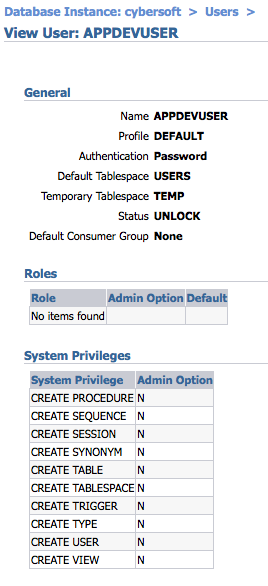 Database Instance: cybersoft > Users >
View User: APPDEVUSER
General
Name APPDEVUSER
Profile DEFAULT
Authentication Password
Default Tablespace USERS
Temporary Tablespace TEMP
Status UNLOCK
Default Consumer Group None
Roles
Role Admin Option Default
No items found
System Privileges
System Privilege Admin Option
CREATE PROCEDURE N
CREATE SEQUENCE N
CREATE SESSION N
CREATE SYNONYM N
CREATE TABLE N
CREATE TABLESPACE N
CREATE TRIGGER N
CREATE TYPE N
CREATE USER N
CREATE VIEW N